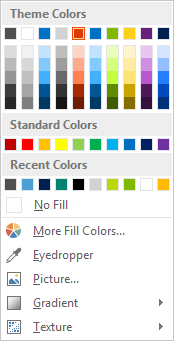 Theme Colors
Standard Colors
Recent Colors
No Fill
More Fill Colors...
Eyedropper
Picture...
Gradient
Texture